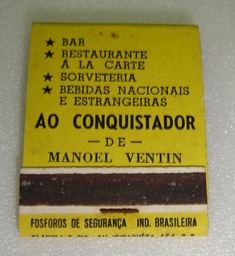 ★ BAR
★ RESTAURANTE
À LA CARTE
★ SORVETERIA
★ BEBIDAS NACIONAIS
E ESTRANGEIRAS
AO CONQUISTADOR
— DE —
MANOEL VENTIN
FOSFOROS DE SEGURANÇA - IND. BRASILEIRA